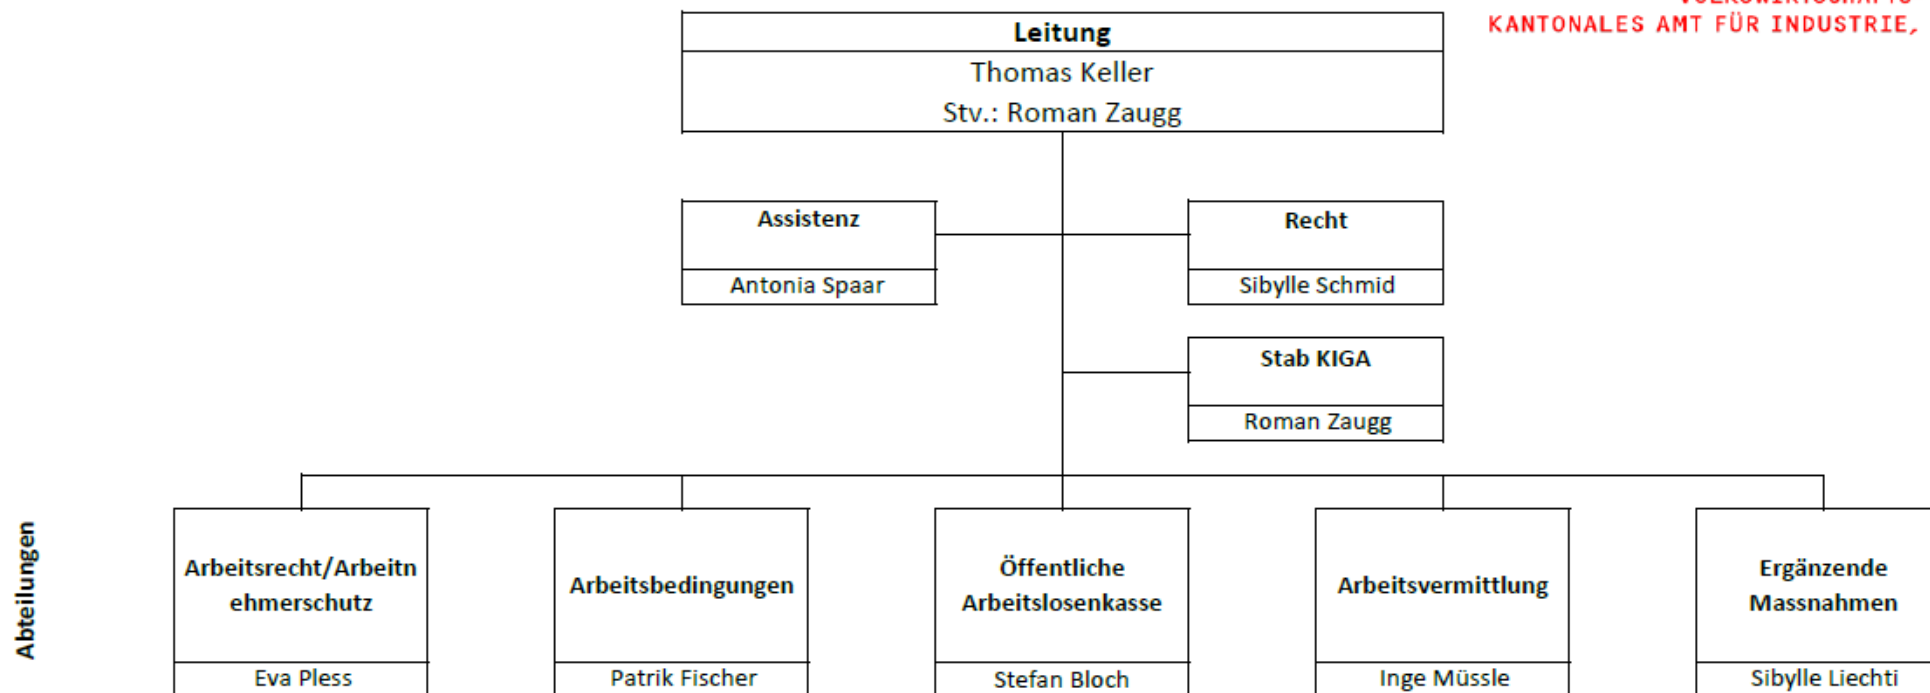 KANTONALES AMT FÜR INDUSTRIE,
Leitung
Thomas Keller
Stv.: Roman Zaugg
Assistenz
Antonia Spaar
Recht
Sibylle Schmid
Stab KIGA
Roman Zaugg
Abteilungen
Arbeitsrecht/Arbeitn
ehmerschutz
Eva Pless
Arbeitsbedingungen
Patrik Fischer
Öffentliche
Arbeitslosenkasse
Stefan Bloch
Arbeitsvermittlung
Inge Müssle
Ergänzende
Massnahmen
Sibylle Liechti